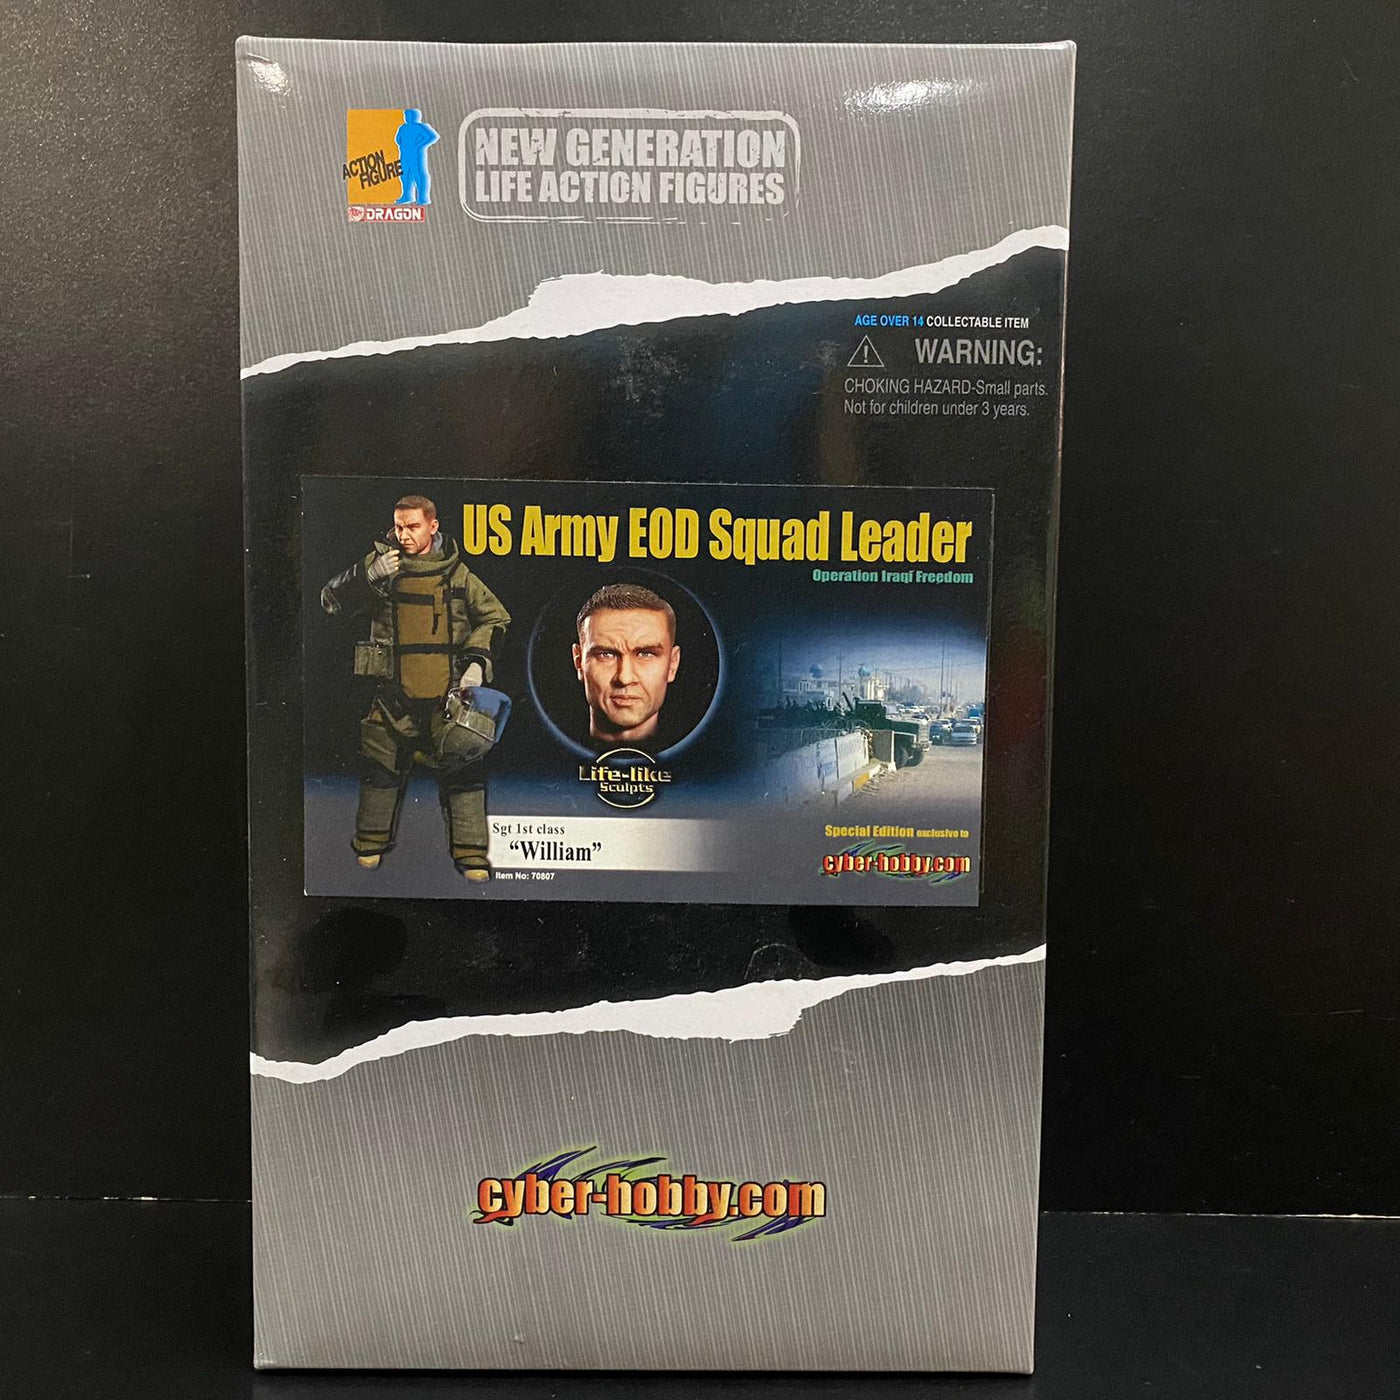 ACTION
FIGURE
DRAGON
NEW GENERATION
LIFE ACTION FIGURES
AGE OVER 14 COLLECTABLE ITEM
WARNING:
CHOKING HAZARD-Small parts.
Not for children under 3 years.
US Army EOD Squad Leader
Operation Iraqi Freedom
Life-like
Sculpts
Sgt 1st class
“William”
Item No: 70807
Special Edition exclusive to
cyber-hobby.com
cyber-hobby.com